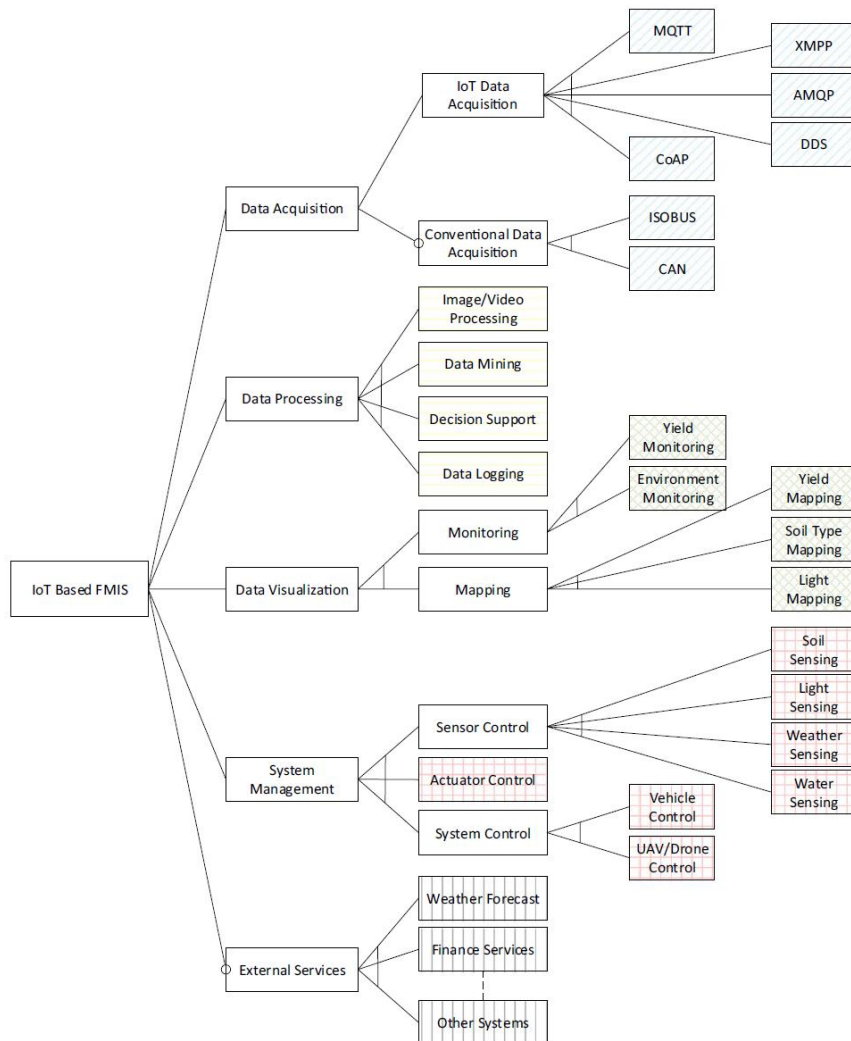 MQTT
XMPP
IoT Data
Acquisition
AMQP
DDS
CoAP
Data Acquisition
ISOBUS
Conventional Data
Acquisition
CAN
Image/Video
Processing
Data Mining
Data Processing
Decision Support
Yield
Monitoring
Data Logging
Environment
Monitoring
Yield
Mapping
Monitoring
Soil Type
Mapping
IoT Based FMIS
Data Visualization
Mapping
Light
Mapping
Soil
Sensing
Light
Sensing
Sensor Control
Weather
Sensing
System
Management
Actuator Control
Water
Sensing
Vehicle
Control
System Control
UAV/Drone
Control
Weather Forecast
Finance Services
External Services
Other Systems